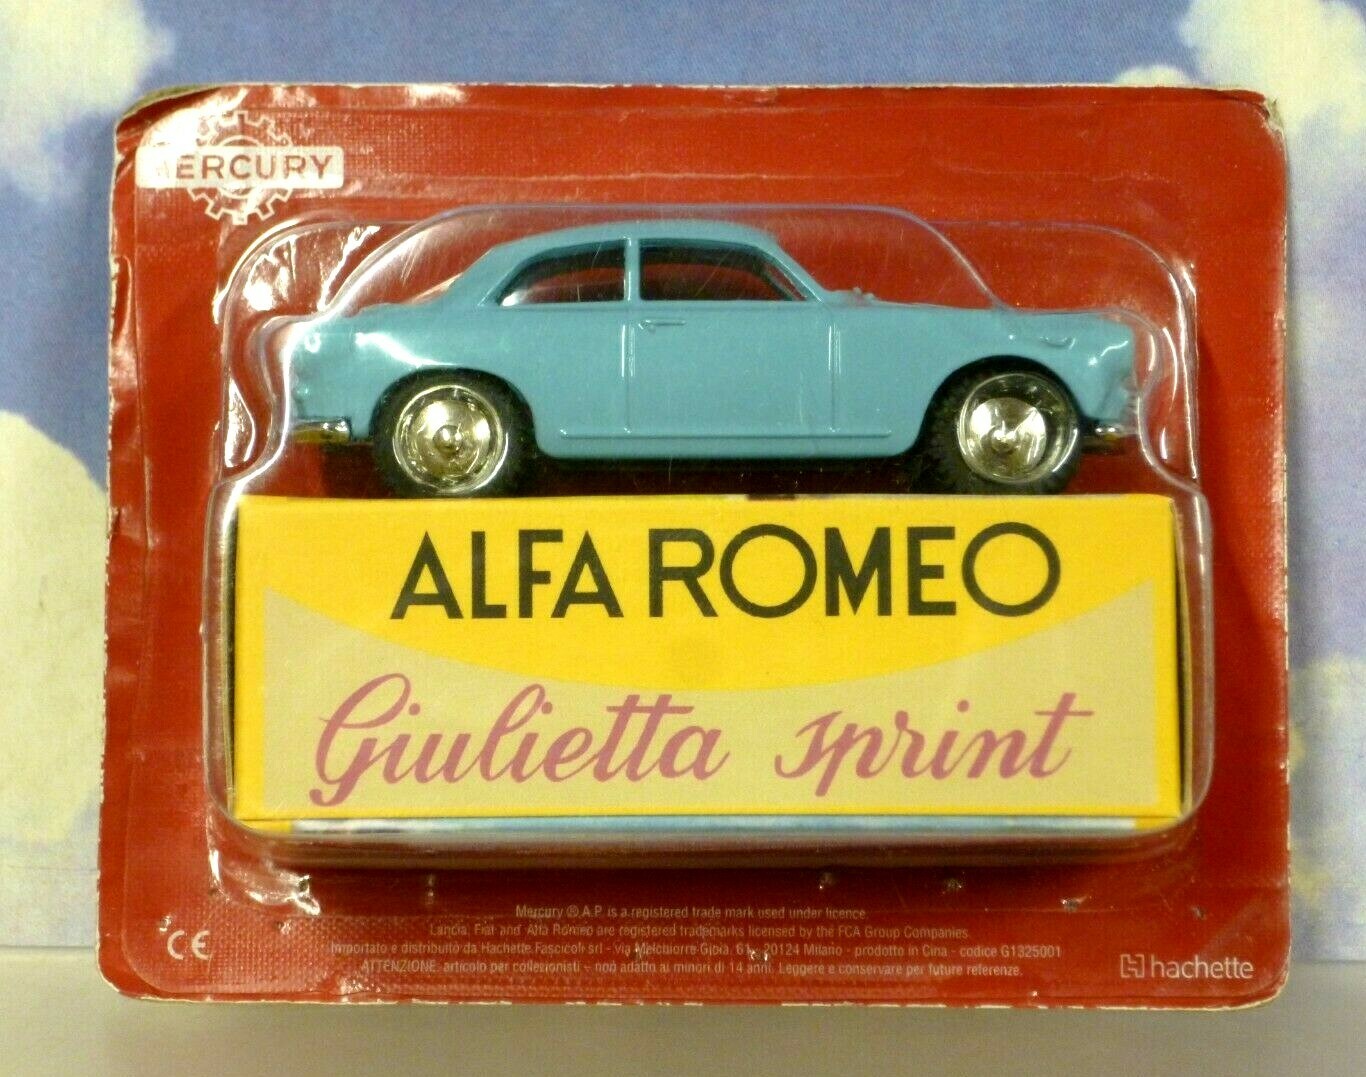 MERCURY
ALFA ROMEO
Giulietta sprint
Mercury ® A.P. is a registered trade mark used under licence.
Lancia, Fiat and Alfa Romeo are registered trademarks licensed by the FCA Group Companies.
Importato e distribuito da Hachette Fascicoli srl - via Melchiorre Gioia, 61 - 20124 Milano - prodotto in Cina - codice G1325001
ATTENZIONE: articolo per collezionisti - non adatto ai minori di 14 anni. Leggere e conservare per future referenze.
CE
H hachette